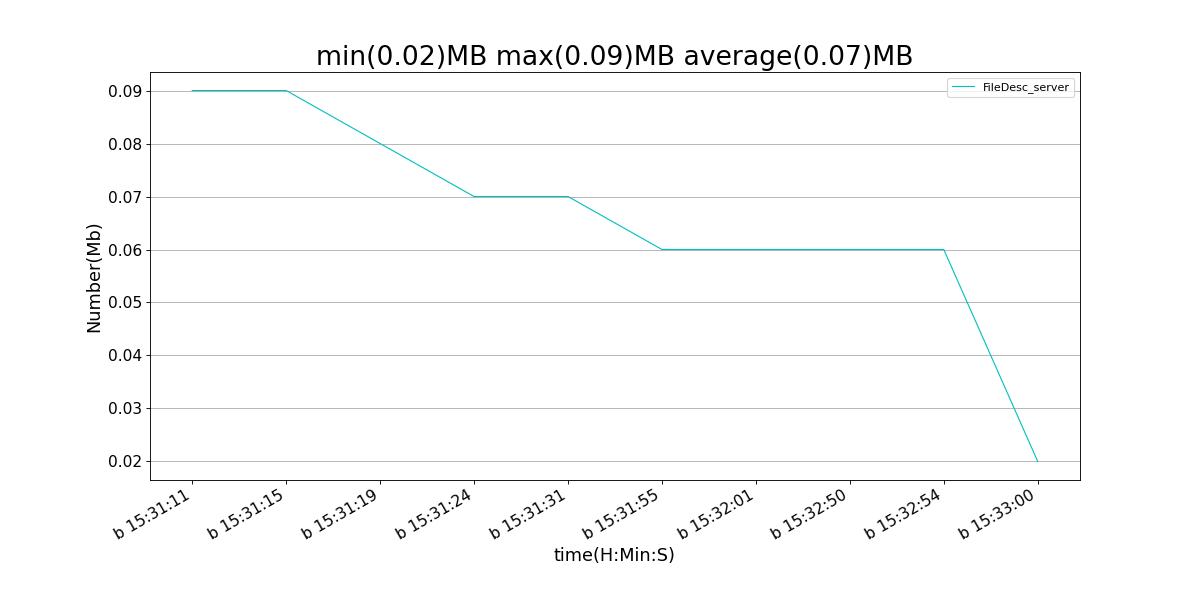 min(0.02)MB max(0.09)MB average(0.07)MB
FileDesc_server
0.09
0.08
0.07
0.06
0.05
0.04
0.03
0.02
Number(Mb)
b 15:31:11
b 15:31:15
b 15:31:19
b 15:31:24
b 15:31:31
b 15:31:55
b 15:32:01
b 15:32:50
b 15:32:54
b 15:33:00
time(H:Min:S)